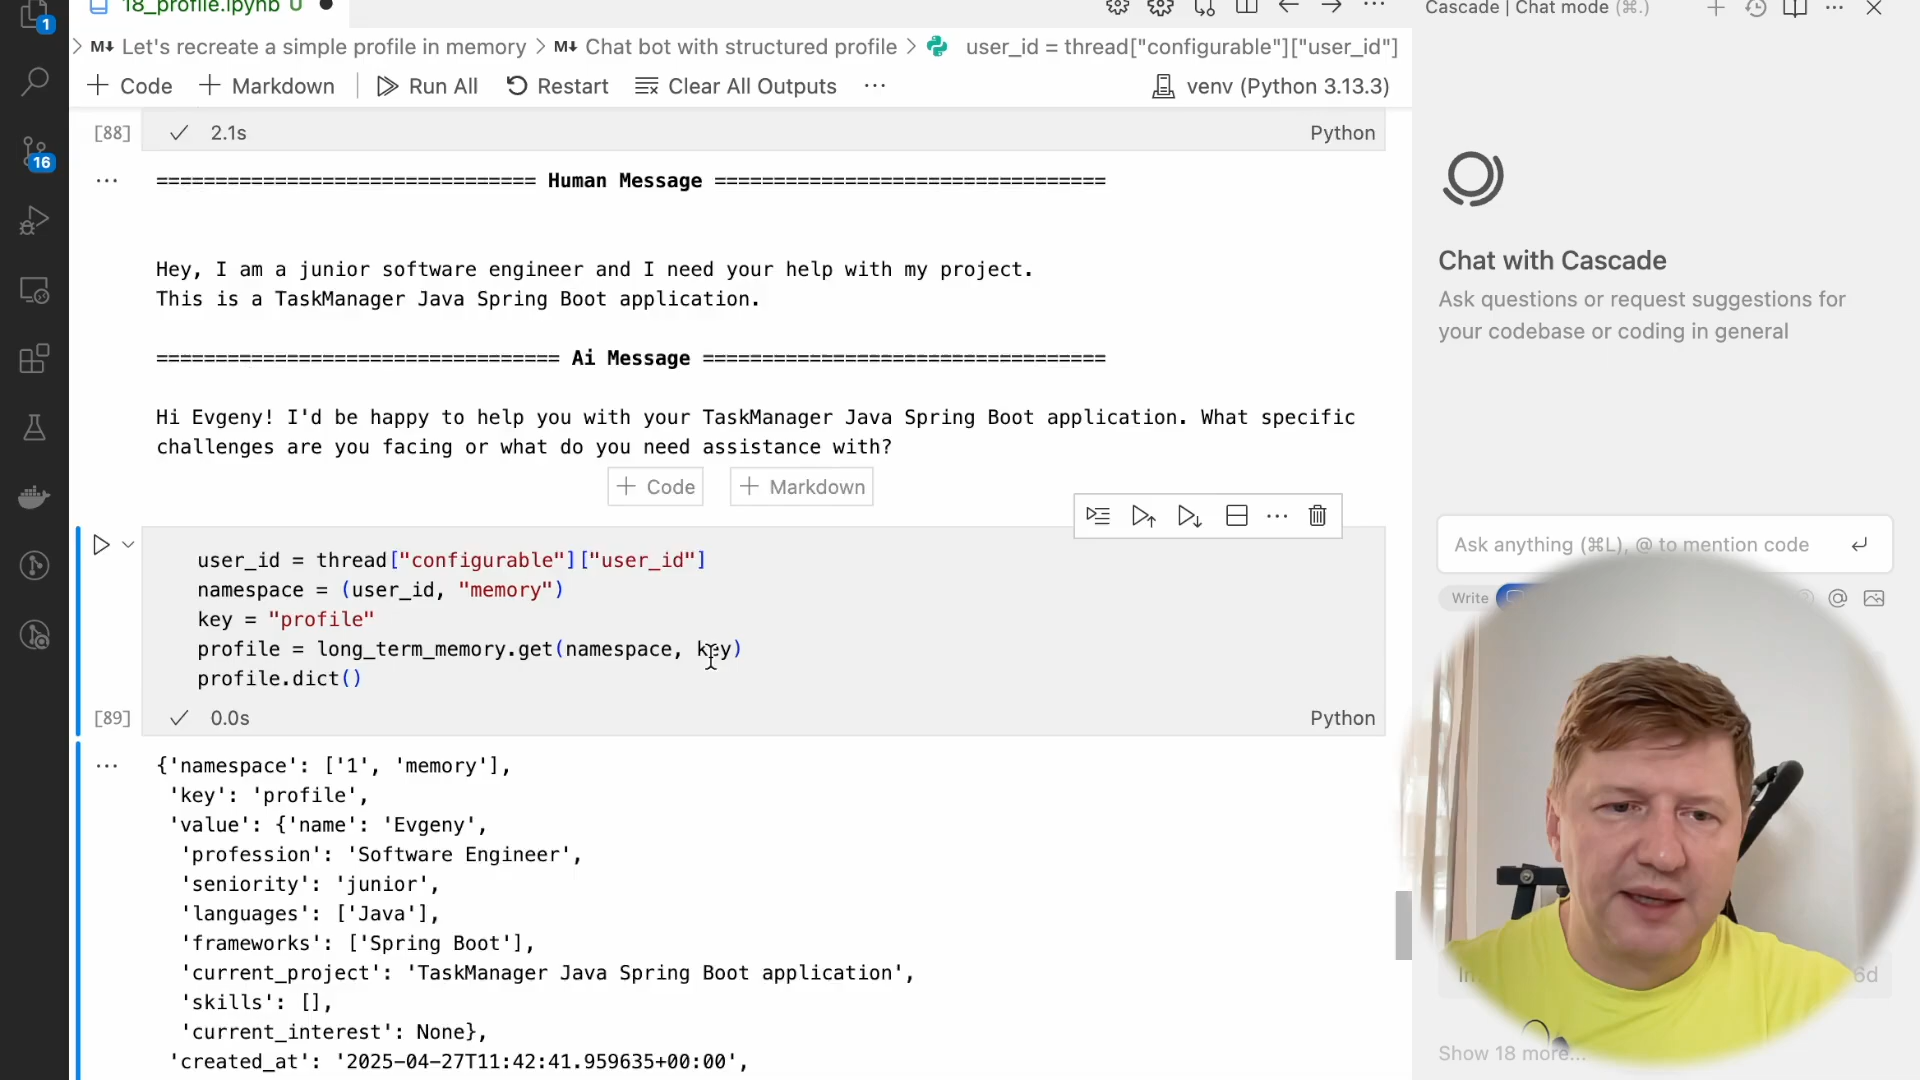 18_profile.ipynb U
Cascade | Chat mode (⌘.)
1
Let's recreate a simple profile in memory > M↓ Chat bot with structured profile > user_id = thread["configurable"]["user_id"]
+ Code + Markdown Run All Restart Clear All Outputs ... venv (Python 3.13.3)
[88] ✓ 2.1s Python
16
================================ Human Message =================================
Hey, I am a junior software engineer and I need your help with my project.
This is a TaskManager Java Spring Boot application.
================================== Ai Message ==================================
Hi Evgeny! I'd be happy to help you with your TaskManager Java Spring Boot application. What specific
challenges are you facing or what do you need assistance with?
+ Code + Markdown
user_id = thread["configurable"]["user_id"]
namespace = (user_id, "memory")
key = "profile"
profile = long_term_memory.get(namespace, key)
profile.dict()
[89] ✓ 0.0s Python
{'namespace': ['1', 'memory'],
'key': 'profile',
'value': {'name': 'Evgeny',
'profession': 'Software Engineer',
'seniority': 'junior',
'languages': ['Java'],
'frameworks': ['Spring Boot'],
'current_project': 'TaskManager Java Spring Boot application',
'skills': [],
'current_interest': None},
'created_at': '2025-04-27T11:42:41.959635+00:00',
Chat with Cascade
Ask questions or request suggestions for
your codebase or coding in general
Ask anything (⌘L), @ to mention code
Write
6d
Show 18 more...